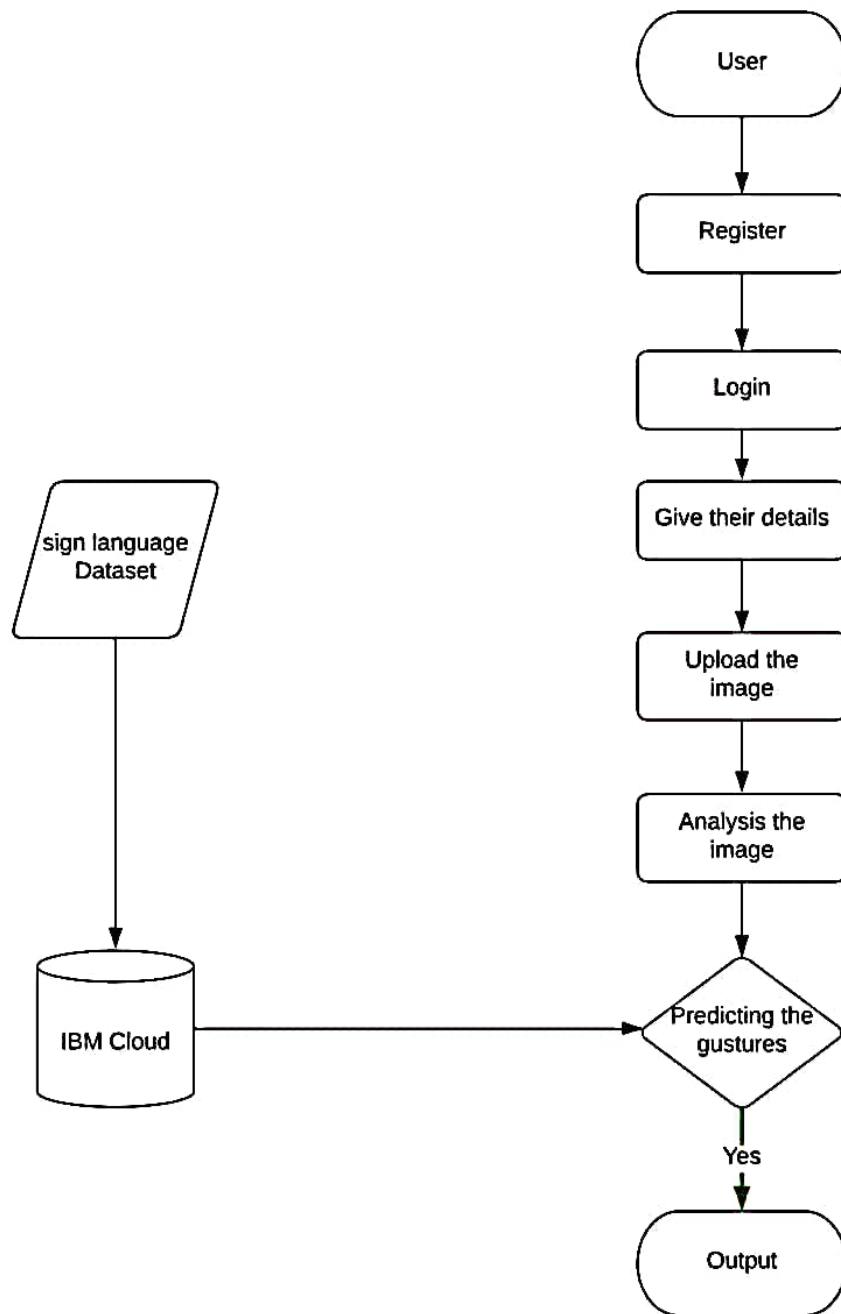 User
Register
Login
Give their details
sign language
Dataset
Upload the
image
Analysis the
image
IBM Cloud
Predicting the
gustures
Yes
Output